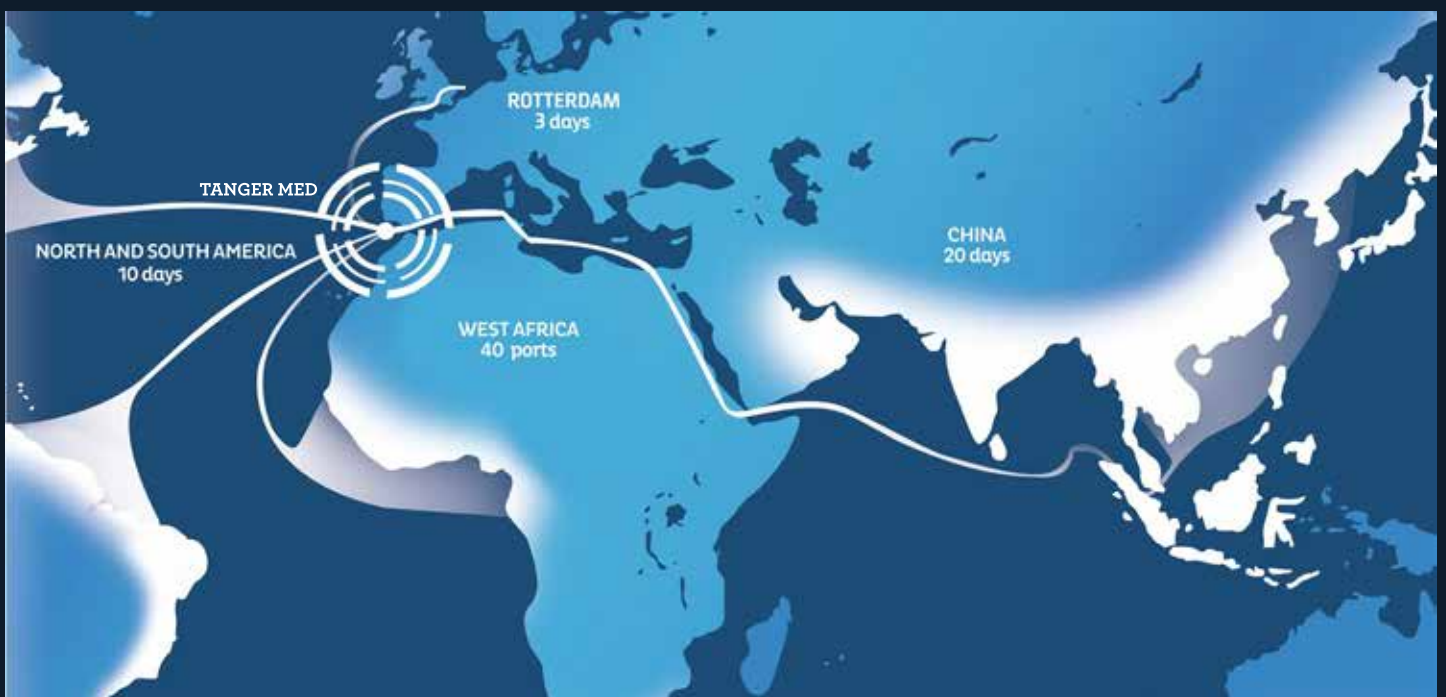 ROTTERDAM
3 days
TANGER MED
NORTH AND SOUTH AMERICA
10 days
CHINA
20 days
WEST AFRICA
40 ports